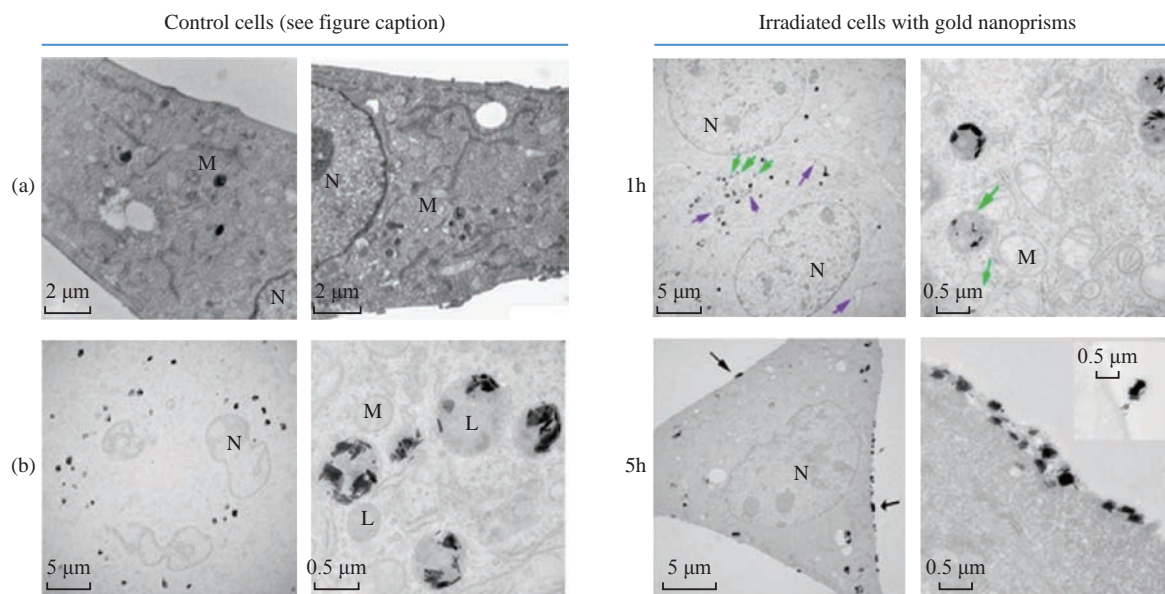 Control cells (see figure caption)
Irradiated cells with gold nanoprisms
(a)
M
N
2 μm
N
M
2 μm
1h
N
N
5 μm
L
M
0.5 μm
(b)
N
5 μm
M
L
L
0.5 μm
5h
N
5 μm
0.5 μm
0.5 μm